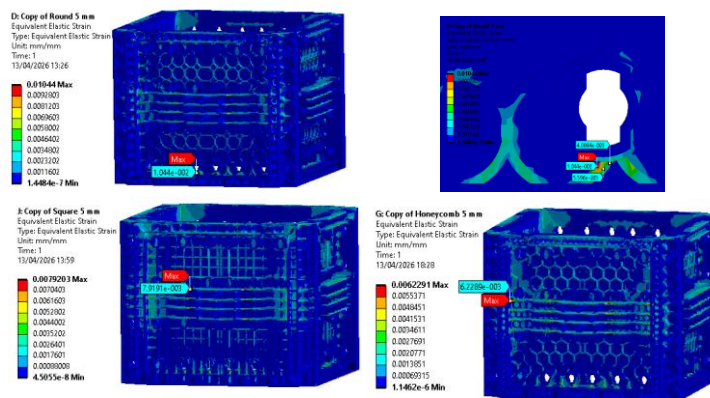 D: Copy of Round 5 mm
Equivalent Elastic Strain
Type: Equivalent Elastic Strain
Unit: mm/mm
Time: 1
13/04/2026 13:26
0.01044 Max
0.0092803
0.0081203
0.0069603
0.0058002
0.0046402
0.0034802
0.0023202
0.0011602
1.4484e-7 Min
Max
1.044e-002
Max
1.044e-002
J: Copy of Square 5 mm
Equivalent Elastic Strain
Type: Equivalent Elastic Strain
Unit: mm/mm
Time: 1
13/04/2026 13:59
0.0079203 Max
0.0070403
0.0061603
0.0052802
0.0044002
0.0035202
0.0026401
0.0017601
0.00088008
4.5055e-8 Min
Max
7.9191e-003
G: Copy of Honeycomb 5 mm
Equivalent Elastic Strain
Type: Equivalent Elastic Strain
Unit: mm/mm
Time: 1
13/04/2026 18:28
0.0062291 Max
0.0055371
0.0048451
0.0041531
0.0034611
0.0027691
0.0020771
0.0013851
0.00069315
1.1462e-6 Min
6.2289e-003
Max